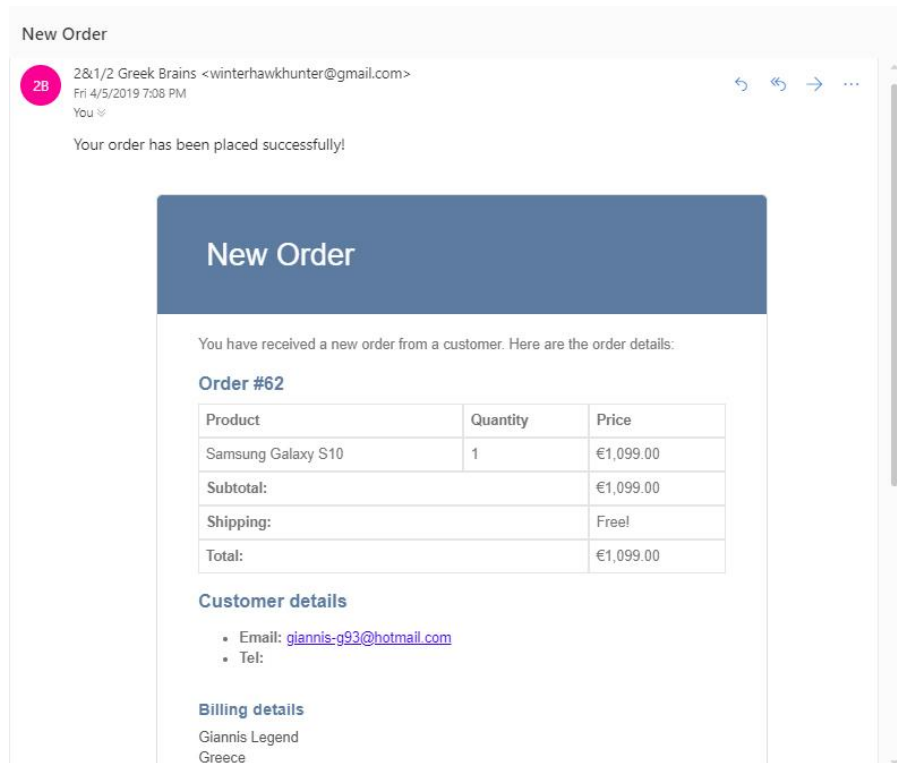 New Order
2B
2&1/2 Greek Brains <winterhawkhunter@gmail.com>
Fri 4/5/2019 7:08 PM
You
Your order has been placed successfully!
New Order
You have received a new order from a customer. Here are the order details:
Order #62
Product Quantity Price
Samsung Galaxy S10 1 €1,099.00
Subtotal: €1,099.00
Shipping: Free!
Total: €1,099.00
Customer details
• Email: giannis-g93@hotmail.com
• Tel:
Billing details
Giannis Legend
Greece